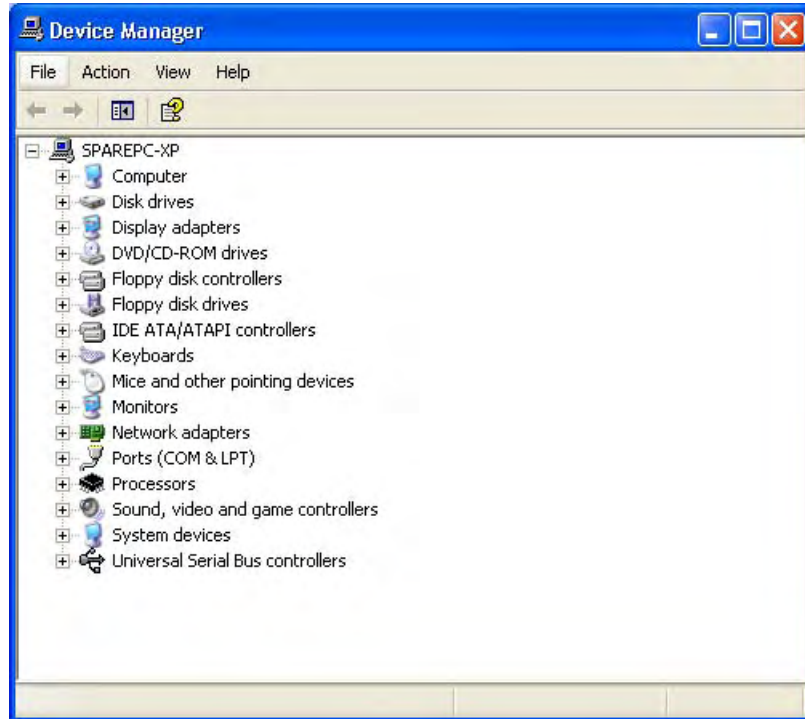 Device Manager
File Action View Help
SPAREPC-XP
Computer
Disk drives
Display adapters
DVD/CD-ROM drives
Floppy disk controllers
Floppy disk drives
IDE ATA/ATAPI controllers
Keyboards
Mice and other pointing devices
Monitors
Network adapters
Ports (COM & LPT)
Processors
Sound, video and game controllers
System devices
Universal Serial Bus controllers